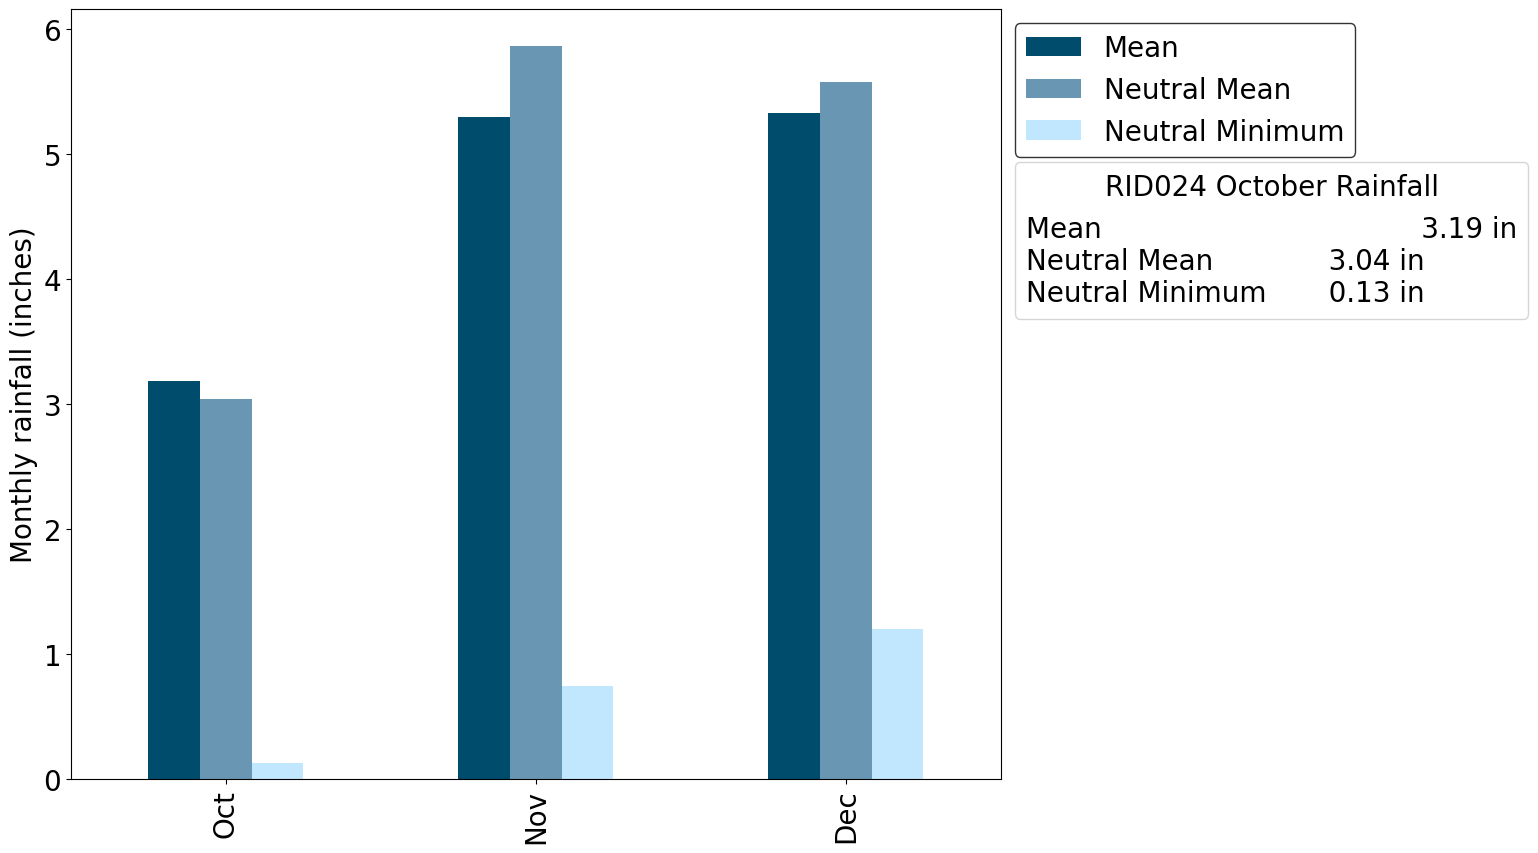 Monthly rainfall (inches)
6
5
4
3
2
1
0
Oct
Nov
Dec
Mean
Neutral Mean
Neutral Minimum
RID024 October Rainfall
Mean 3.19 in
Neutral Mean 3.04 in
Neutral Minimum 0.13 in